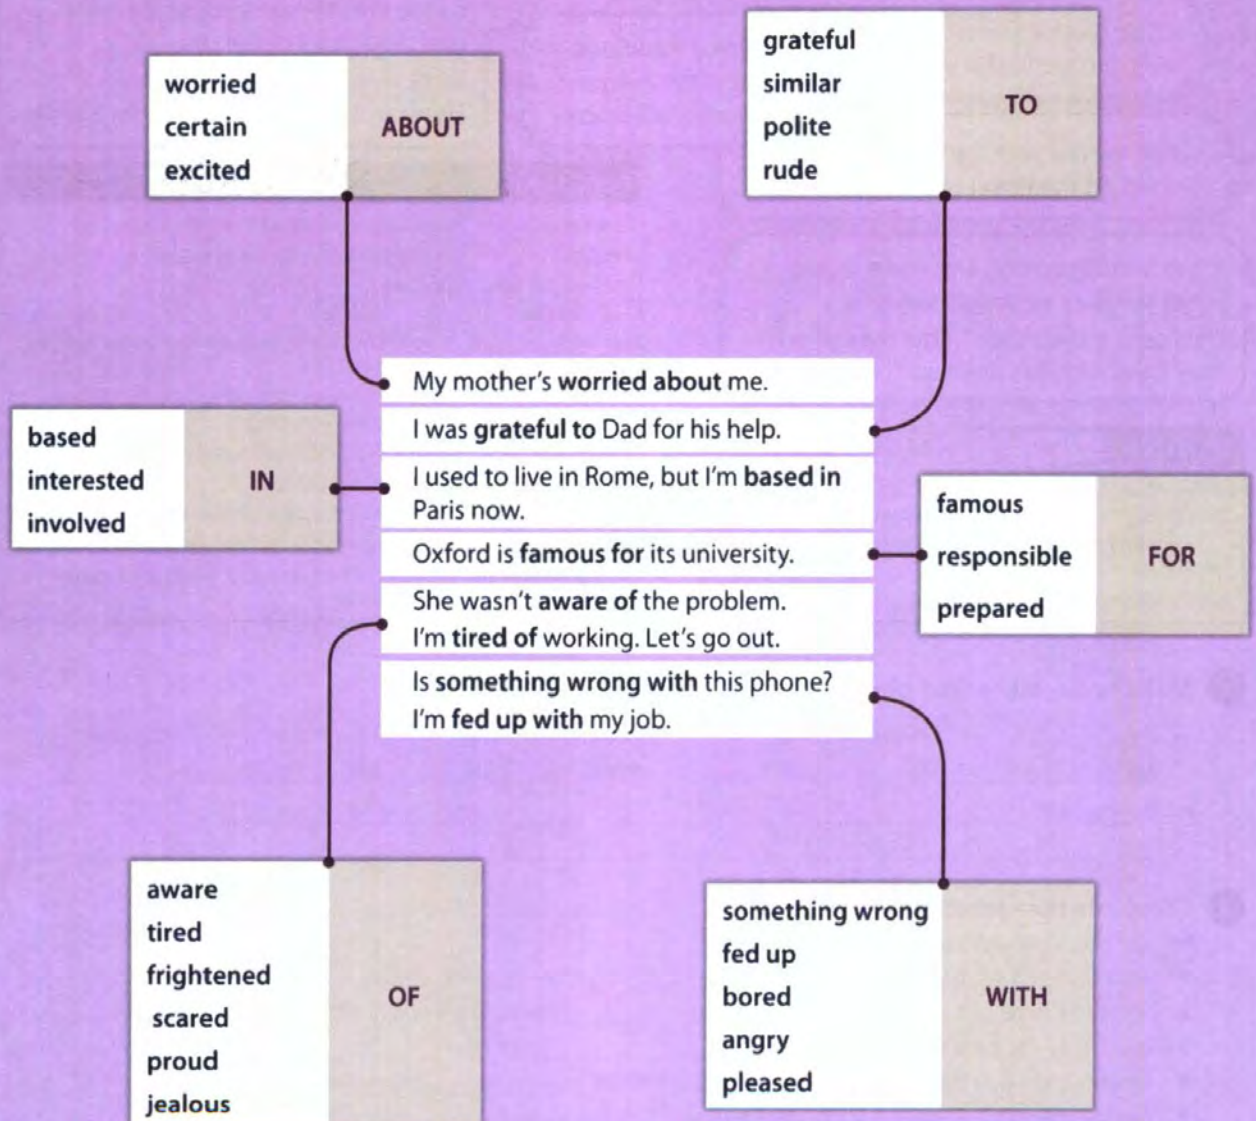 worried
certain
excited
ABOUT
grateful
similar
polite
rude
TO
My mother's worried about me.
I was grateful to Dad for his help.
based
interested
involved
IN
I used to live in Rome, but I'm based in
Paris now.
Oxford is famous for its university.
famous
responsible
prepared
FOR
She wasn't aware of the problem.
I'm tired of working. Let's go out.
Is something wrong with this phone?
I'm fed up with my job.
aware
tired
frightened
scared
proud
jealous
OF
something wrong
fed up
bored
angry
pleased
WITH